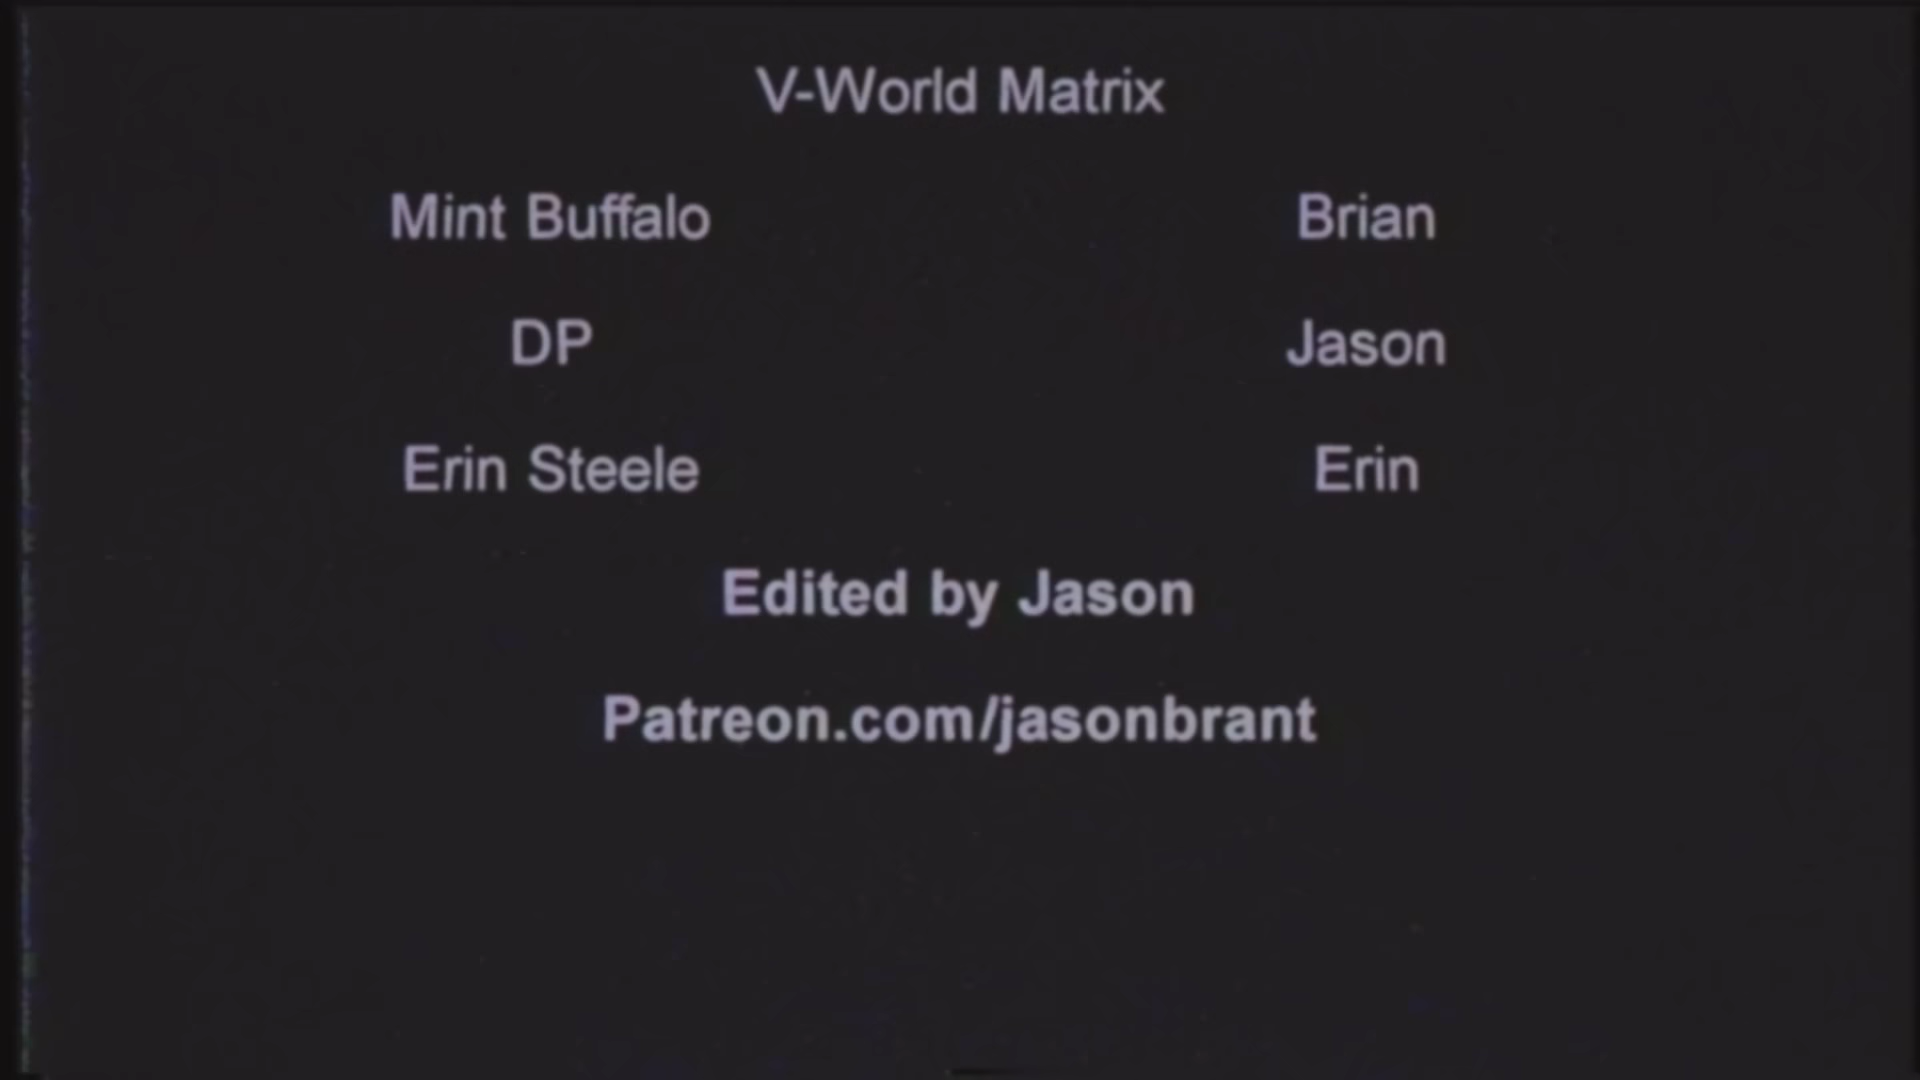 V-World Matrix
Mint Buffalo Brian
DP Jason
Erin Steele Erin
Edited by Jason
Patreon.com/jasonbrant